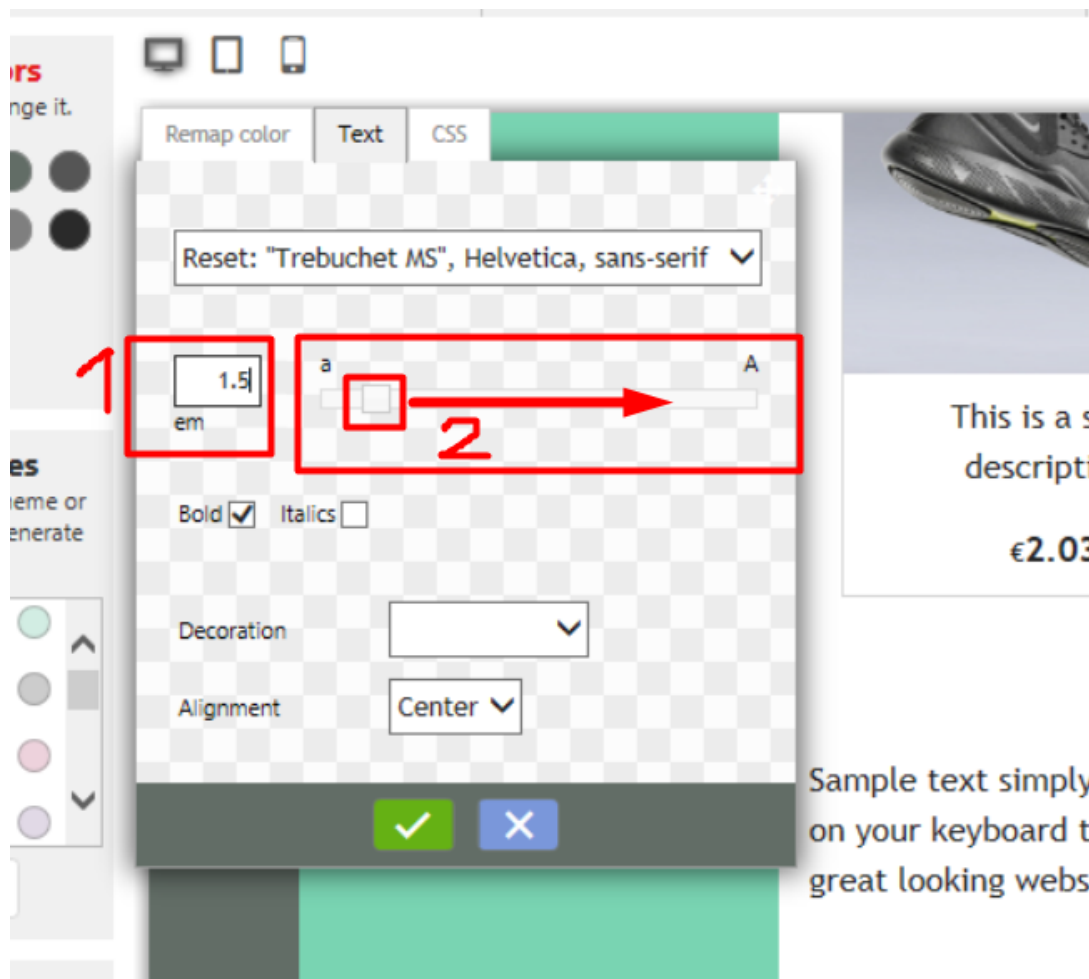 rs
nge it.
Remap color Text CSS
Reset: "Trebuchet MS", Helvetica, sans-serif
1
1.5
em
a A
2
Bold Italics
Decoration
Alignment Center
es
eme or
enerate
This is a s
descripti
€2.03
Sample text simply
on your keyboard t
great looking webs